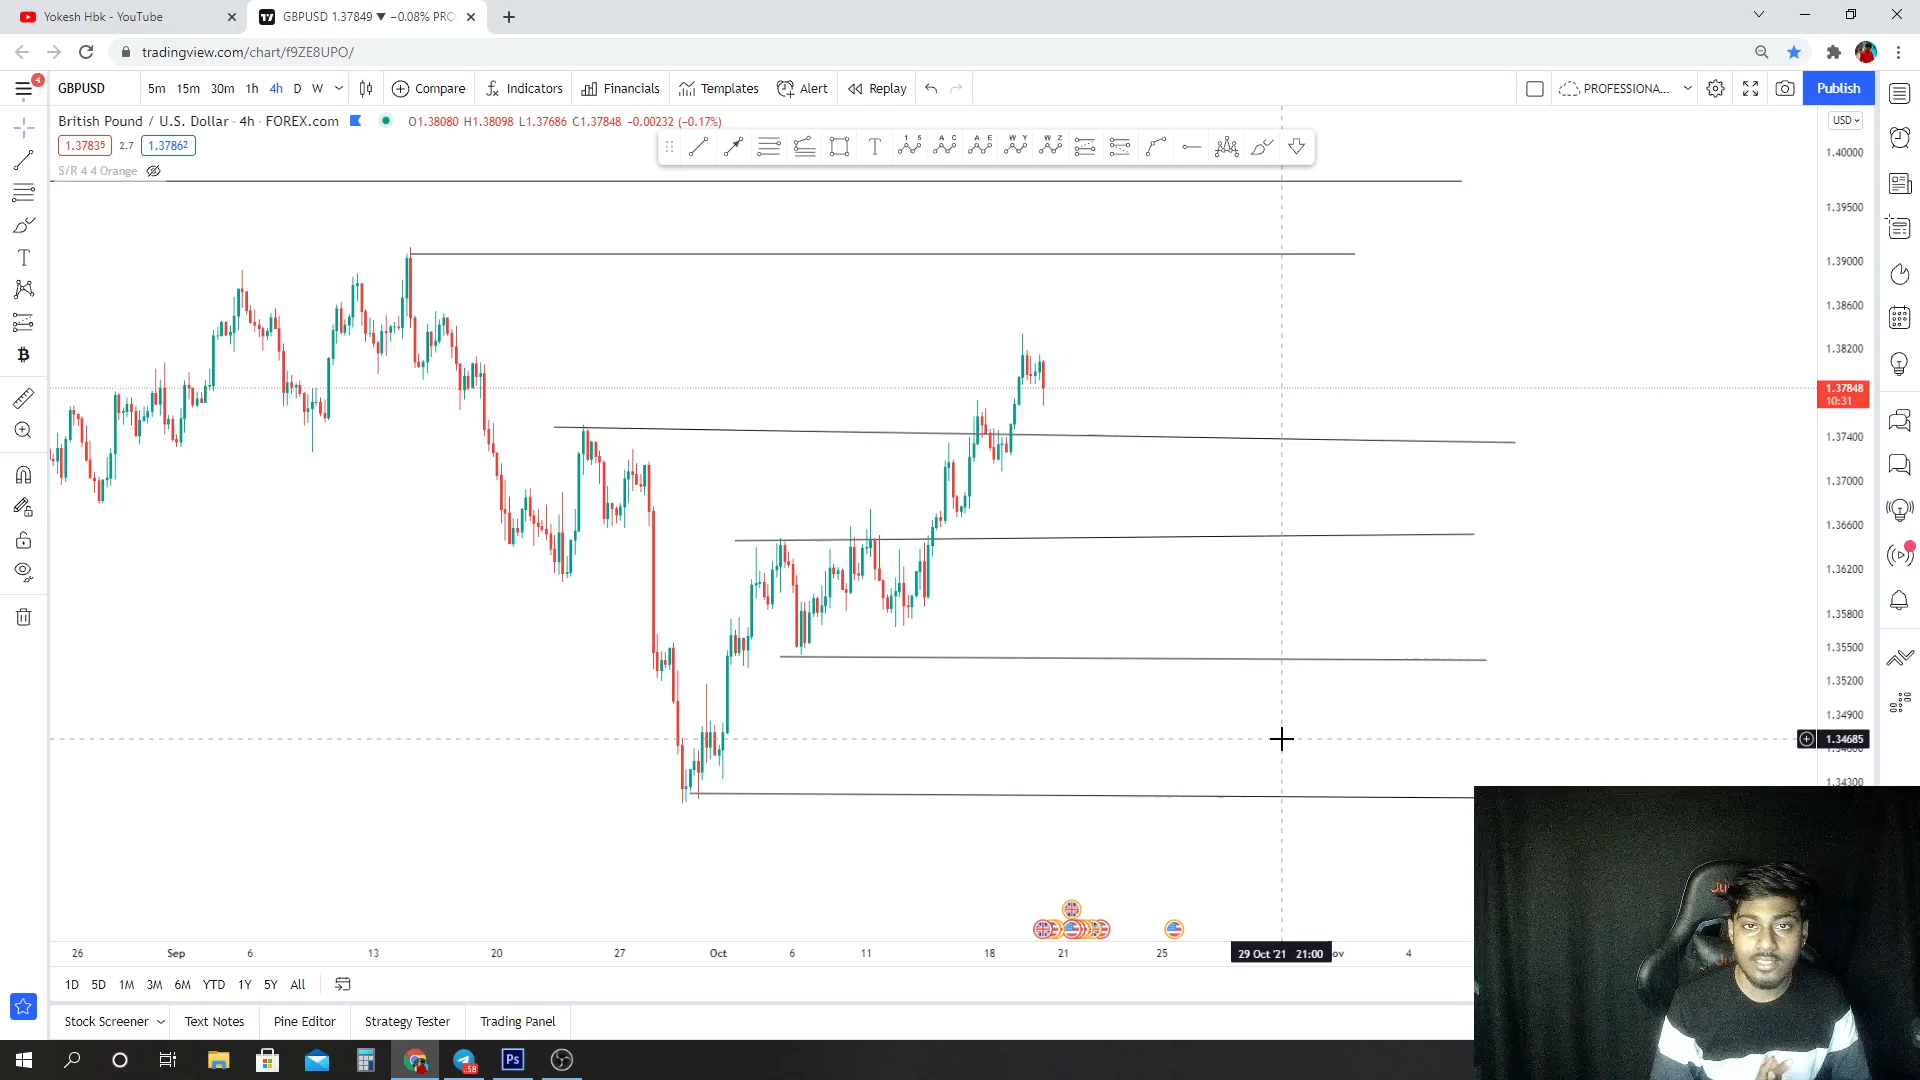 Yokesh Hbk - YouTube
GBPUSD 1.37849 ▼ −0.08% PRO
tradingview.com/chart/f9ZE8UPO/
4
GBPUSD
5m 15m 30m 1h 4h D W
Compare
Indicators
Financials
Templates
Alert
Replay
PROFESSIONA...
Publish
British Pound / U.S. Dollar · 4h · FOREX.com
O1.38080 H1.38098 L1.37686 C1.37848 −0.00232 (−0.17%)
USD
1.37835 2.7 1.37862
S/R 4 4 Orange
1.40000
1.39500
1.39000
1.38600
1.38200
1.37848
10:31
1.37400
1.37000
1.36600
1.36200
1.35800
1.35500
1.35200
1.34900
1.34685
1.34300
26 Sep 6 13 20 27 Oct 6 11 18 21 25 29 Oct '21 21:00 ov 4
1D 5D 1M 3M 6M YTD 1Y 5Y All
Stock Screener
Text Notes
Pine Editor
Strategy Tester
Trading Panel
58
Ps